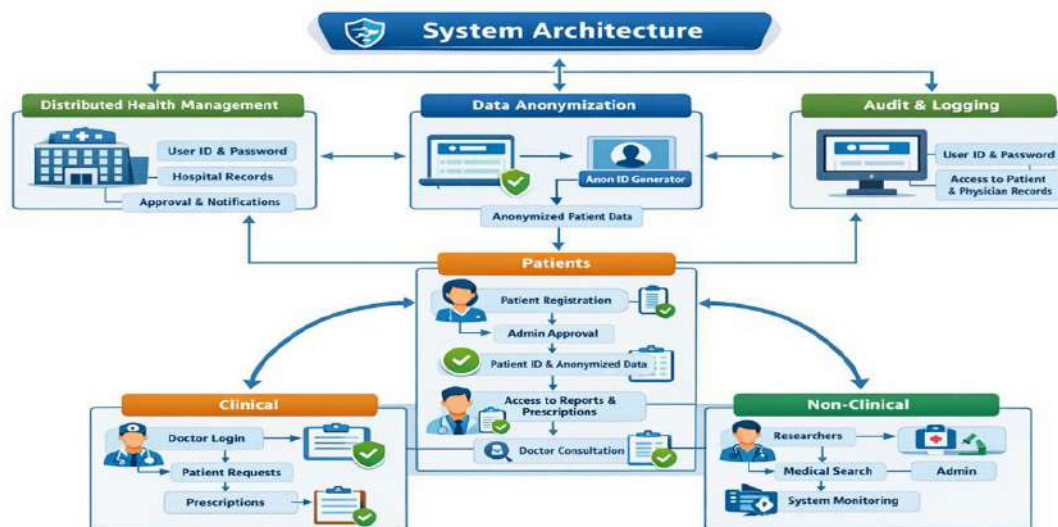 System Architecture
Distributed Health Management
User ID & Password
Hospital Records
Approval & Notifications
Data Anonymization
Anon ID Generator
Anonymized Patient Data
Audit & Logging
User ID & Password
Access to Patient
& Physician Records
Patients
Patient Registration
Admin Approval
Patient ID & Anonymized Data
Access to Reports &
Prescriptions
Doctor Consultation
Clinical
Doctor Login
Patient Requests
Prescriptions
Non-Clinical
Researchers
Medical Search
Admin
System Monitoring